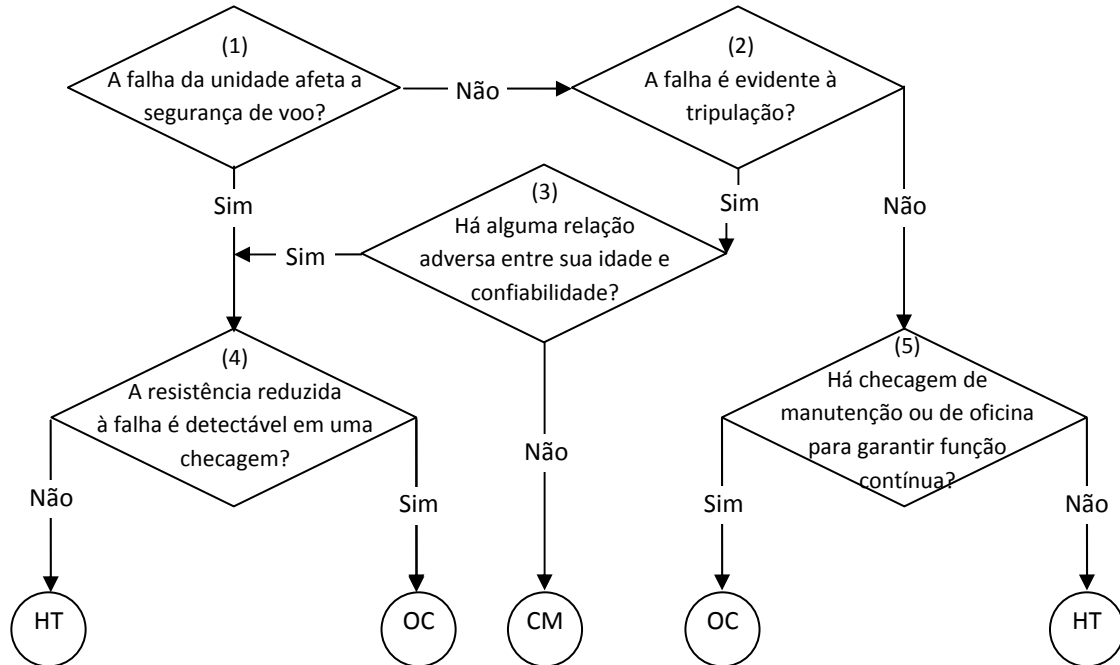 (1)
A falha da unidade afeta a
segurança de voo?
Não
(2)
A falha é evidente à
tripulação?
Sim
Sim
Não
(3)
Há alguma relação
adversa entre sua idade e
confiabilidade?
Sim
Não
(4)
A resistência reduzida
à falha é detectável em uma
checagem?
Não
Sim
(5)
Há checagem de
manutenção ou de oficina
para garantir função
contínua?
Sim
Não
HT
OC
CM
OC
HT